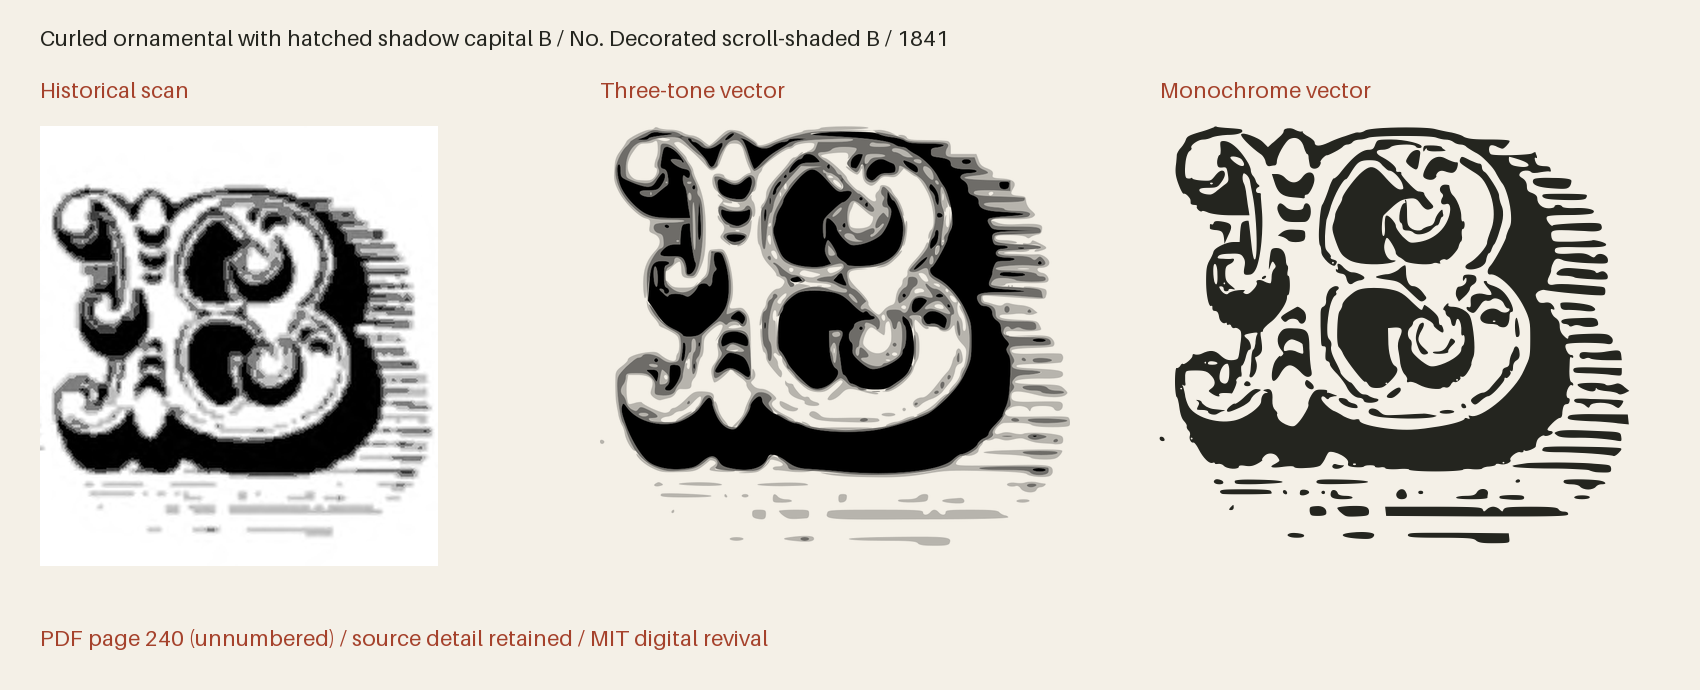 Curled ornamental with hatched shadow capital B / No. Decorated scroll-shaded B / 1841
Historical scan
Three-tone vector
Monochrome vector
B
B
B
PDF page 240 (unnumbered) / source detail retained / MIT digital revival